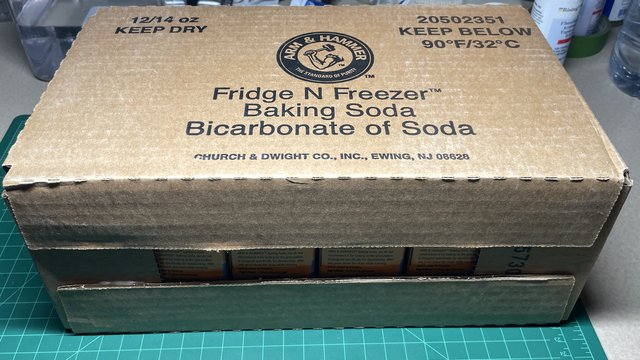 12/14 oz
KEEP DRY
20502351
KEEP BELOW
90°F/32°C
ARM & HAMMER
THE STANDARD OF PURITY
TM
Fridge N Freezer™
Baking Soda
Bicarbonate of Soda
CHURCH & DWIGHT CO., INC., EWING, NJ 08628